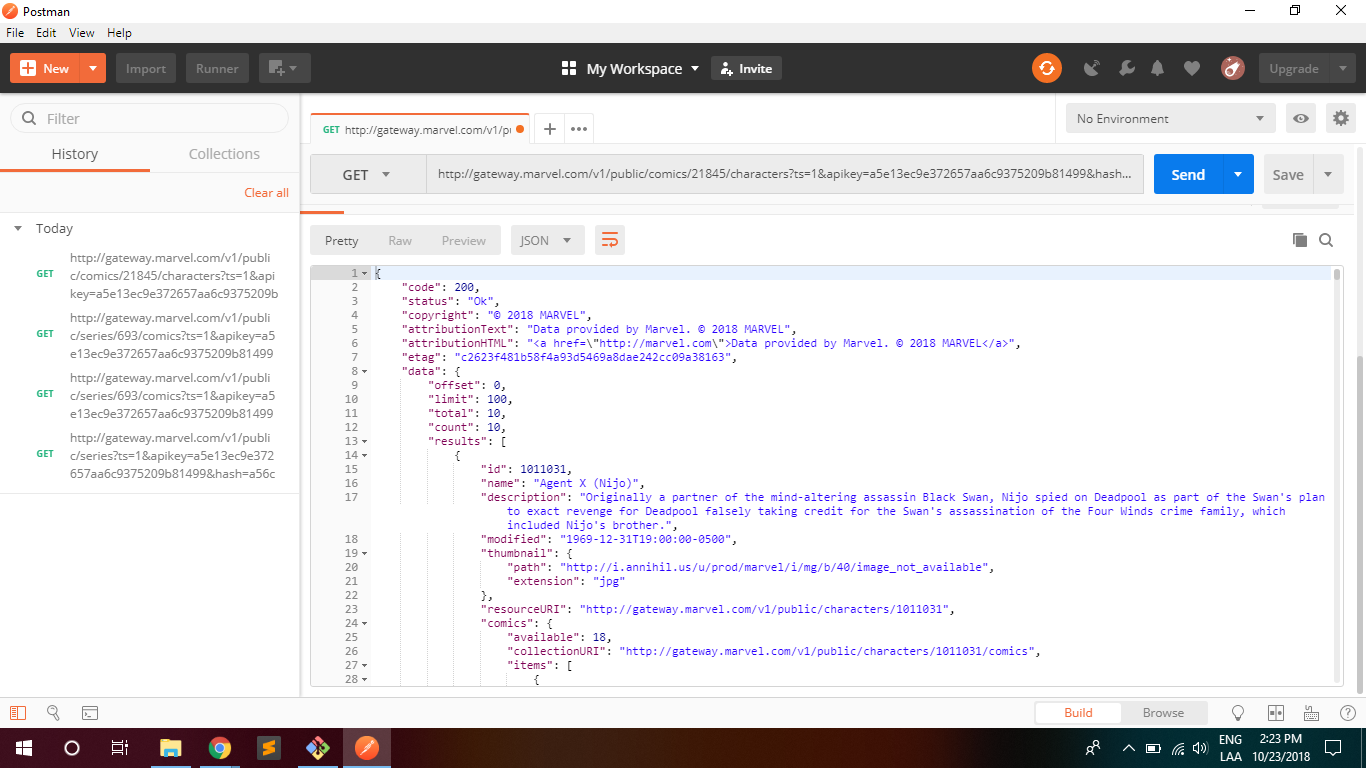 Postman
File Edit View Help
New Import Runner My Workspace Invite Upgrade
Filter
History Collections
Clear all
Today
GET http://gateway.marvel.com/v1/publi
c/comics/21845/characters?ts=1&api
key=a5e13ec9e372657aa6c9375209b
GET http://gateway.marvel.com/v1/publi
c/series/693/comics?ts=1&apikey=a5
e13ec9e372657aa6c9375209b81499
GET http://gateway.marvel.com/v1/publi
c/series/693/comics?ts=1&apikey=a5
e13ec9e372657aa6c9375209b81499
GET http://gateway.marvel.com/v1/publi
c/series?ts=1&apikey=a5e13ec9e372
657aa6c9375209b81499&hash=a56c
GET http://gateway.marvel.com/v1/pu
No Environment
GET http://gateway.marvel.com/v1/public/comics/21845/characters?ts=1&apikey=a5e13ec9e372657aa6c9375209b81499&hash... Send Save
Pretty Raw Preview JSON
1 {
2 "code": 200,
3 "status": "Ok",
4 "copyright": "© 2018 MARVEL",
5 "attributionText": "Data provided by Marvel. © 2018 MARVEL",
6 "attributionHTML": "<a href=\"http://marvel.com\">Data provided by Marvel. © 2018 MARVEL</a>",
7 "etag": "c2623f481b58f4a93d5469a8dae242cc09a38163",
8 "data": {
9 "offset": 0,
10 "limit": 100,
11 "total": 10,
12 "count": 10,
13 "results": [
14 {
15 "id": 1011031,
16 "name": "Agent X (Nijo)",
17 "description": "Originally a partner of the mind-altering assassin Black Swan, Nijo spied on Deadpool as part of the Swan's plan
to exact revenge for Deadpool falsely taking credit for the Swan's assassination of the Four Winds crime family, which
included Nijo's brother.",
18 "modified": "1969-12-31T19:00:00-0500",
19 "thumbnail": {
20 "path": "http://i.annihil.us/u/prod/marvel/i/mg/b/40/image_not_available",
21 "extension": "jpg"
22 },
23 "resourceURI": "http://gateway.marvel.com/v1/public/characters/1011031",
24 "comics": {
25 "available": 18,
26 "collectionURI": "http://gateway.marvel.com/v1/public/characters/1011031/comics",
27 "items": [
28 {
Build Browse
ENG 2:23 PM
LAA 10/23/2018